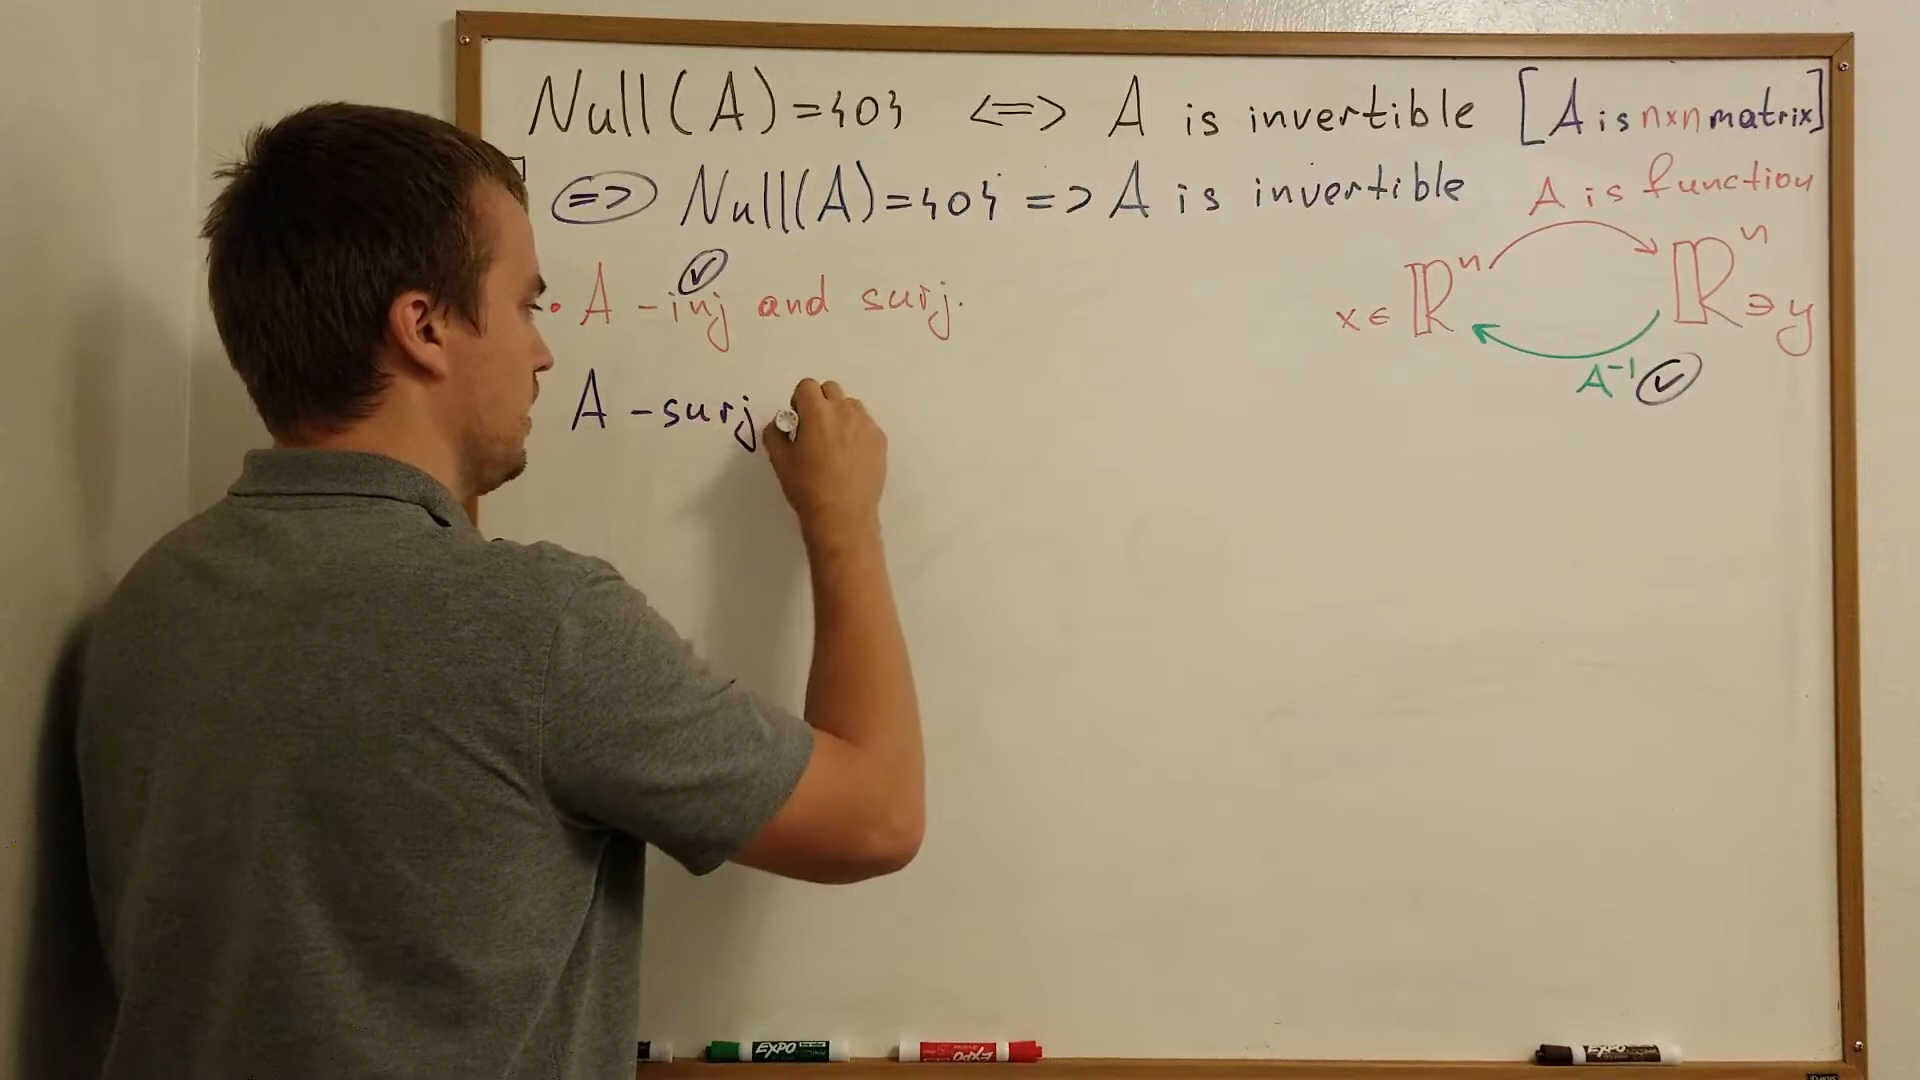 Null(A)={0} <=> A is invertible [A is n×n matrix]
=> Null(A)={0} => A is invertible
A is function
• A - inj and surj.
x ∈ ℝⁿ ℝⁿ ∋ y
A⁻¹
A - surj
EXPO EXPO EXPO